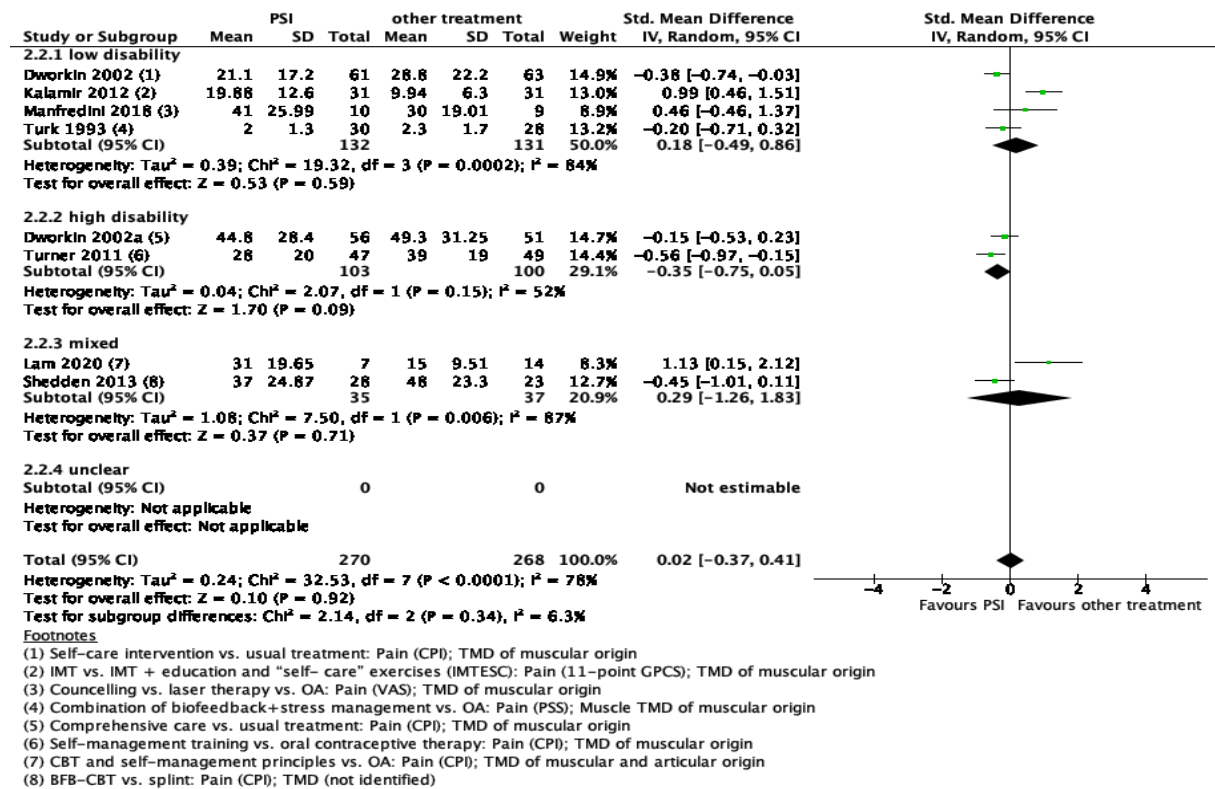 PSI other treatment Std. Mean Difference Std. Mean Difference
Study or Subgroup Mean SD Total Mean SD Total Weight IV, Random, 95% CI IV, Random, 95% CI
2.2.1 low disability
Dworkin 2002 (1) 21.1 17.2 61 28.8 22.2 63 14.9% −0.38 [−0.74, −0.03]
Kalamir 2012 (2) 19.88 12.6 31 9.94 6.3 31 13.0% 0.99 [0.46, 1.51]
Manfredini 2018 (3) 41 25.99 10 30 19.01 9 8.9% 0.46 [−0.46, 1.37]
Turk 1993 (4) 2 1.3 30 2.3 1.7 28 13.2% −0.20 [−0.71, 0.32]
Subtotal (95% CI) 132 131 50.0% 0.18 [−0.49, 0.86]
Heterogeneity: Tau² = 0.39; Chi² = 19.32, df = 3 (P = 0.0002); I² = 84%
Test for overall effect: Z = 0.53 (P = 0.59)
2.2.2 high disability
Dworkin 2002a (5) 44.8 28.4 56 49.3 31.25 51 14.7% −0.15 [−0.53, 0.23]
Turner 2011 (6) 28 20 47 39 19 49 14.4% −0.56 [−0.97, −0.15]
Subtotal (95% CI) 103 100 29.1% −0.35 [−0.75, 0.05]
Heterogeneity: Tau² = 0.04; Chi² = 2.07, df = 1 (P = 0.15); I² = 52%
Test for overall effect: Z = 1.70 (P = 0.09)
2.2.3 mixed
Lam 2020 (7) 31 19.65 7 15 9.51 14 8.3% 1.13 [0.15, 2.12]
Shedden 2013 (8) 37 24.87 28 48 23.3 23 12.7% −0.45 [−1.01, 0.11]
Subtotal (95% CI) 35 37 20.9% 0.29 [−1.26, 1.83]
Heterogeneity: Tau² = 1.08; Chi² = 7.50, df = 1 (P = 0.006); I² = 87%
Test for overall effect: Z = 0.37 (P = 0.71)
2.2.4 unclear
Subtotal (95% CI) 0 0 Not estimable
Heterogeneity: Not applicable
Test for overall effect: Not applicable
Total (95% CI) 270 268 100.0% 0.02 [−0.37, 0.41]
Heterogeneity: Tau² = 0.24; Chi² = 32.53, df = 7 (P < 0.0001); I² = 78%
Test for overall effect: Z = 0.10 (P = 0.92)
Test for subgroup differences: Chi² = 2.14, df = 2 (P = 0.34), I² = 6.3%
−4 −2 0 2 4
Favours PSI Favours other treatment
Footnotes
(1) Self-care intervention vs. usual treatment: Pain (CPI); TMD of muscular origin
(2) IMT vs. IMT + education and “self- care” exercises (IMTESC): Pain (11-point GPCS); TMD of muscular origin
(3) Councelling vs. laser therapy vs. OA: Pain (VAS); TMD of muscular origin
(4) Combination of biofeedback+stress management vs. OA: Pain (PSS); Muscle TMD of muscular origin
(5) Comprehensive care vs. usual treatment: Pain (CPI); TMD of muscular origin
(6) Self-management training vs. oral contraceptive therapy: Pain (CPI); TMD of muscular origin
(7) CBT and self-management principles vs. OA: Pain (CPI); TMD of muscular and articular origin
(8) BFB-CBT vs. splint: Pain (CPI); TMD (not identified)